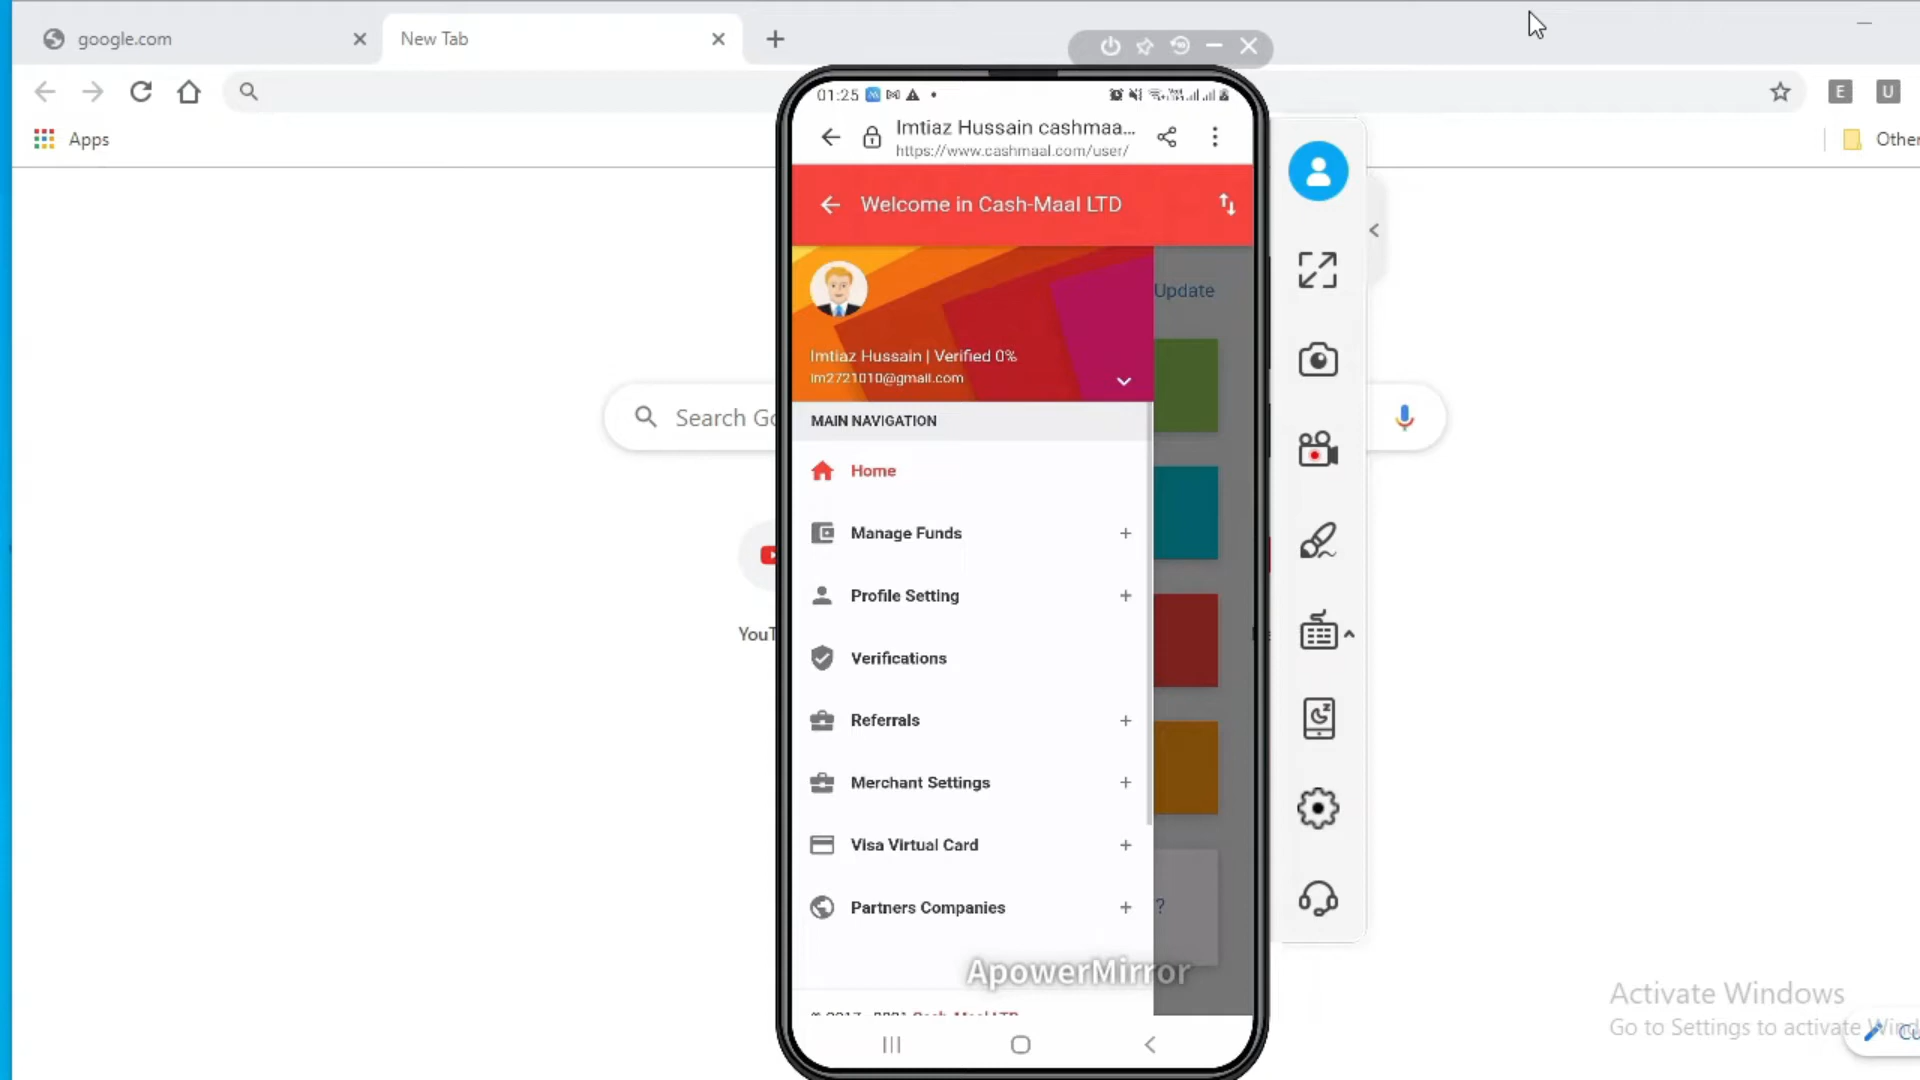 google.com
New Tab
Apps
Other
E
U
01:25
Imtiaz Hussain cashmaa...
https://www.cashmaal.com/user/
Welcome in Cash-Maal LTD
Update
Imtiaz Hussain | Verified 0%
im2721010@gmail.com
MAIN NAVIGATION
Home
Manage Funds
Profile Setting
Verifications
Referrals
Merchant Settings
Visa Virtual Card
Partners Companies
?
Search Go
YouT
ApowerMirror
Activate Windows
Go to Settings to activate Wind
Cu